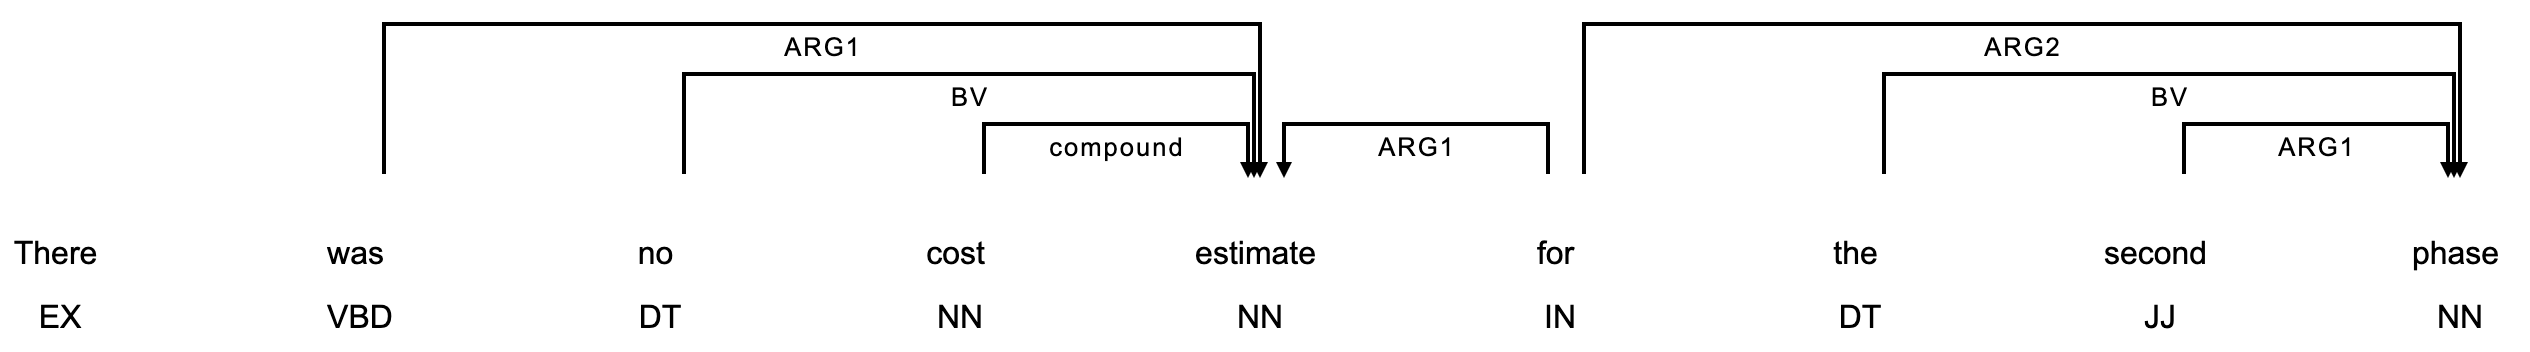 ARG1 ARG2
BV BV
compound ARG1 ARG1
There was no cost estimate for the second phase
EX VBD DT NN NN IN DT JJ NN